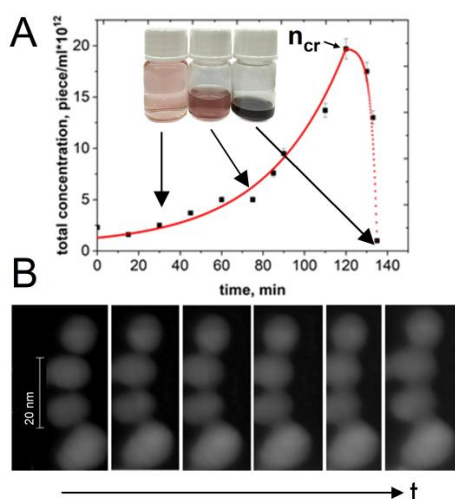 A
total concentration, piece/ml*10^12
25
20
15
10
5
0
n_cr
0 20 40 60 80 100 120 140
time, min
B
20 nm
t